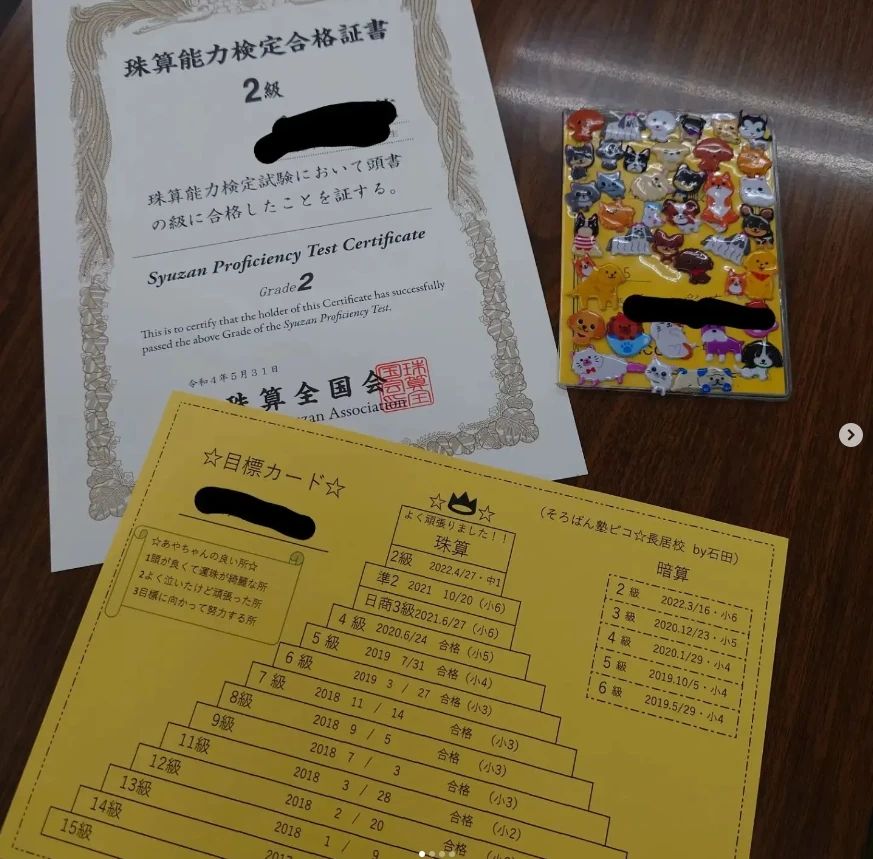 珠算能力検定合格証書
2級
珠算能力検定試験において頭書
の級に合格したことを証する。
Syuzan Proficiency Test Certificate
Grade 2
This is to certify that the holder of this Certificate has successfully
passed the above Grade of the Syuzan Proficiency Test.
令和4年5月31日
珠算全国会
Syuzan Association
☆目標カード☆
(そろばん塾ピコ☆長居校 by石田)
☆あやちゃんの良い所☆
1頭が良くて運珠が綺麗な所
2よく泣いたけど頑張った所
3目標に向かって努力する所
☆ ☆
よく頑張りました!!
珠算
2級 2022.4/27・中1
準2 2021 10/20 (小6)
日商3級2021.6/27 (小6)
4級 2020.6/24 合格 (小5)
5級 2019 7/31 合格 (小4)
6級 2019 3 / 27 合格 (小3)
7級 2018 11 / 14 合格 (小3)
8級 2018 9 / 5 合格 (小3)
9級 2018 7 / 3 合格 (小3)
11級 2018 3 / 28 合格 (小2)
12級 2018 2 / 20 合格
13級 2018 1 / 9
14級
15級
暗算
2級 2022.3/16・小6
3級 2020.12/23・小5
4級 2020.1/29・小4
5級 2019.10/5・小4
6級 2019.5/29・小4